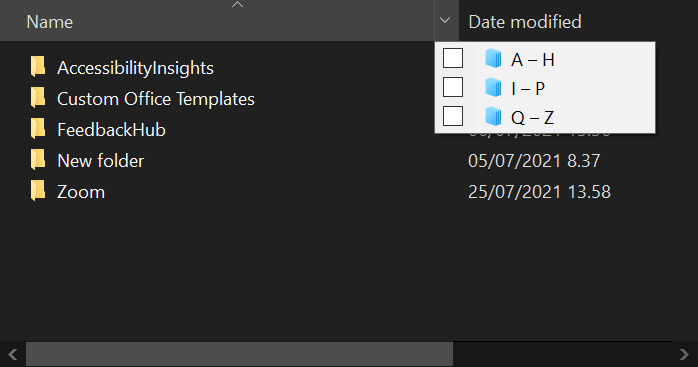 Name Date modified
AccessibilityInsights A – H
Custom Office Templates I – P
FeedbackHub Q – Z
New folder 05/07/2021 8.37
Zoom 25/07/2021 13.58